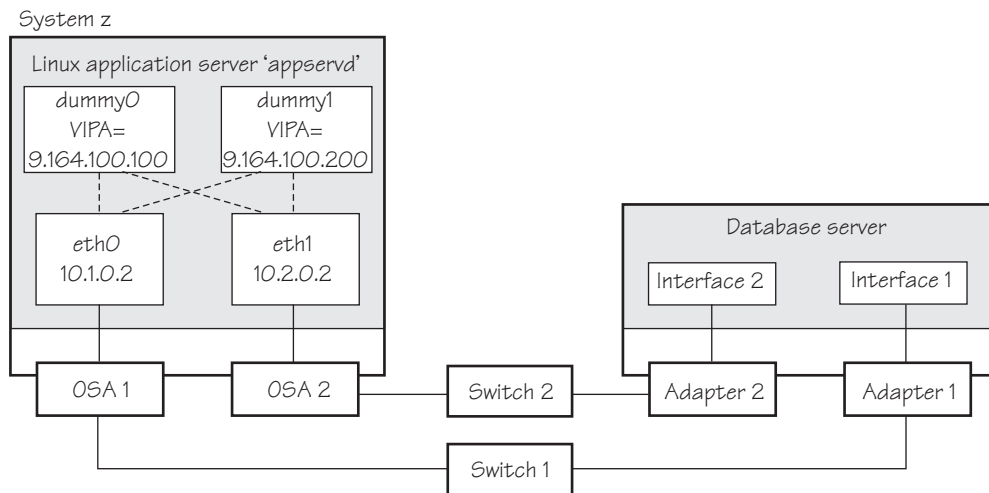 System z
Linux application server 'appservd'
dummy0
VIPA=
9.164.100.100
dummy1
VIPA=
9.164.100.200
eth0
10.1.0.2
eth1
10.2.0.2
Database server
Interface 2
Interface 1
OSA 1
OSA 2
Switch 2
Adapter 2
Adapter 1
Switch 1